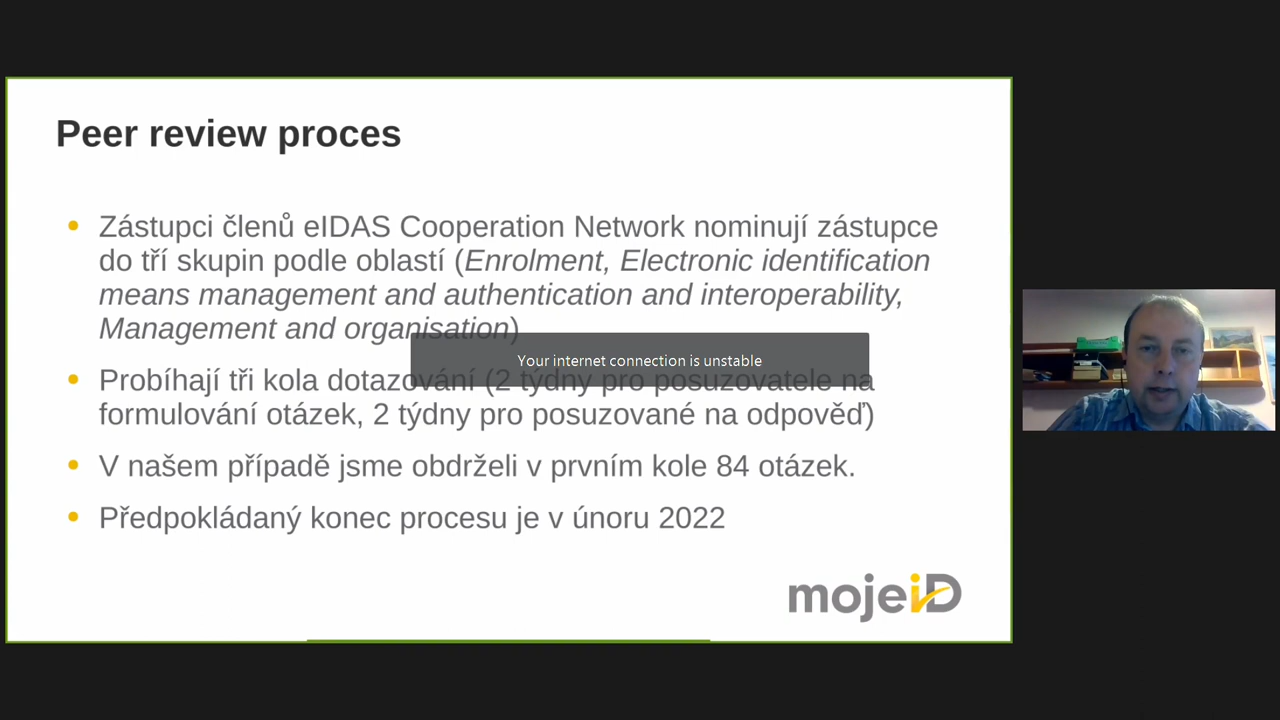 Peer review proces
Zástupci členů eIDAS Cooperation Network nominují zástupce
do tří skupin podle oblastí (Enrolment, Electronic identification
means management and authentication and interoperability,
Management and organisation)
Your internet connection is unstable
Probíhají tři kola dotazování (2 týdny pro posuzovatele na
formulování otázek, 2 týdny pro posuzované na odpověď)
V našem případě jsme obdrželi v prvním kole 84 otázek.
Předpokládaný konec procesu je v únoru 2022
mojeiD